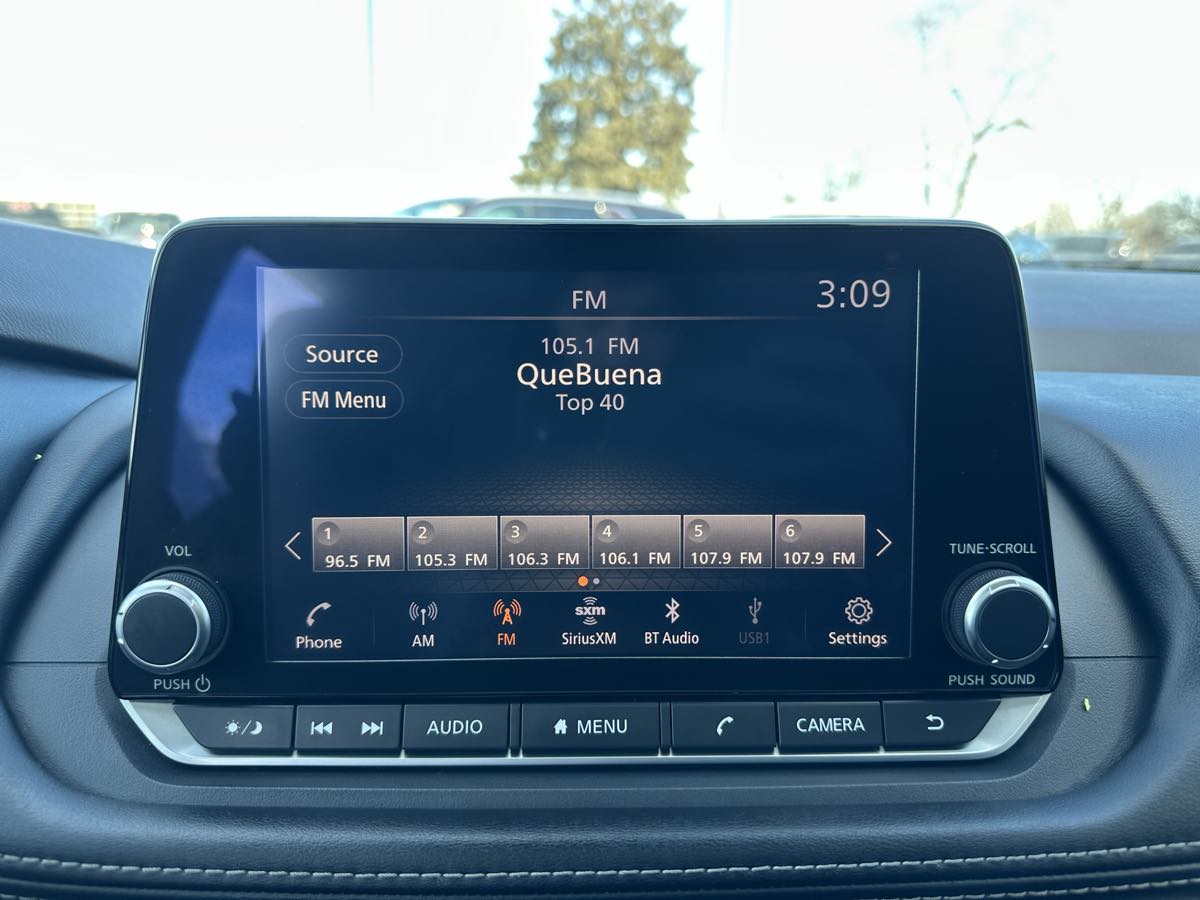 FM
3:09
Source
FM Menu
105.1 FM
QueBuena
Top 40
1 2 3 4 5 6
96.5 FM 105.3 FM 106.3 FM 106.1 FM 107.9 FM 107.9 FM
VOL
TUNE·SCROLL
sxm
Phone AM FM SiriusXM BT Audio USB1 Settings
PUSH
PUSH SOUND
AUDIO MENU CAMERA